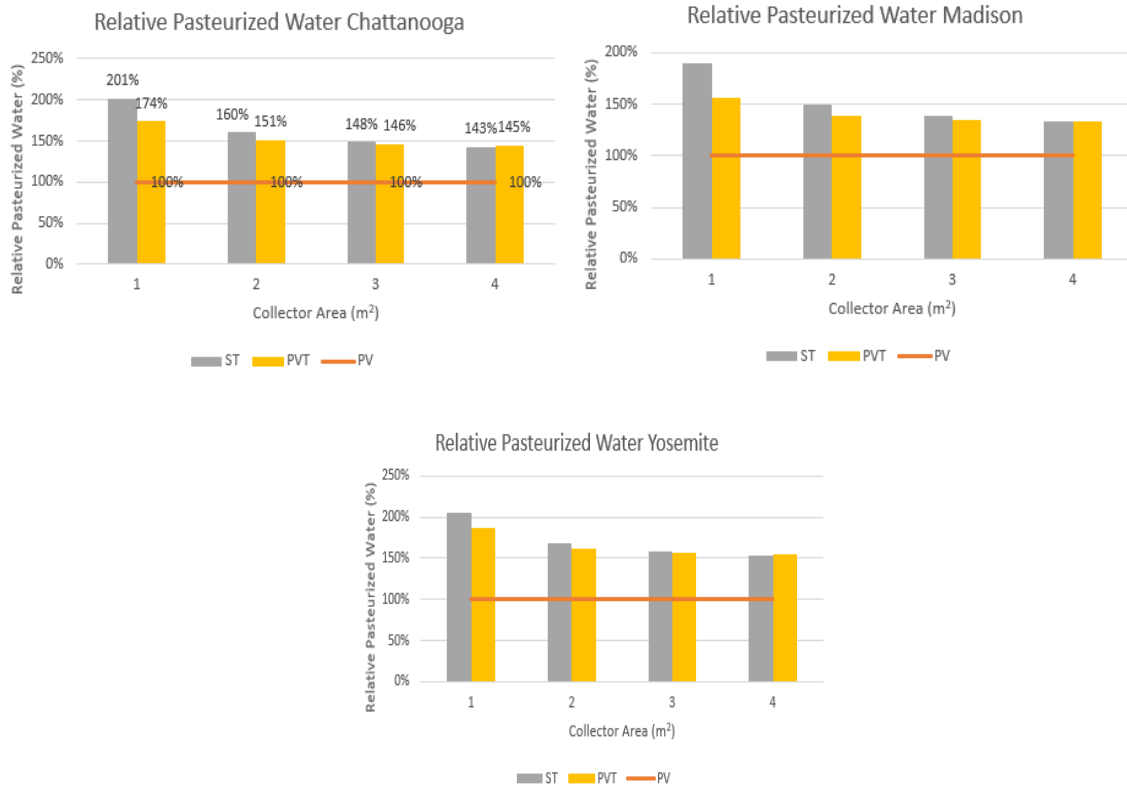 Relative Pasteurized Water Chattanooga
Relative Pasteurized Water (%)
250%
200%
150%
100%
50%
0%
201%
174%
160%
151%
148%
146%
143%
145%
100%
100%
100%
100%
1
2
3
4
Collector Area (m²)
ST
PVT
PV
Relative Pasteurized Water Madison
Relative Pasteurized Water (%)
200%
150%
100%
50%
0%
1
2
3
4
Collector Area (m²)
ST
PVT
PV
Relative Pasteurized Water Yosemite
Relative Pasteurized Water (%)
250%
200%
150%
100%
50%
0%
1
2
3
4
Collector Area (m²)
ST
PVT
PV